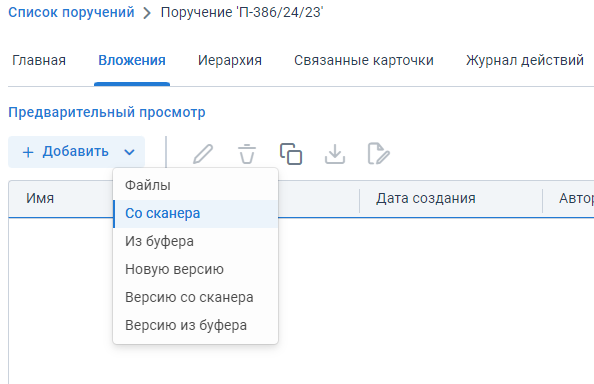 Список поручений > Поручение 'П-386/24/23'
Главная Вложения Иерархия Связанные карточки Журнал действий
Предварительный просмотр
+ Добавить
Имя Дата создания Автор
Файлы
Со сканера
Из буфера
Новую версию
Версию со сканера
Версию из буфера